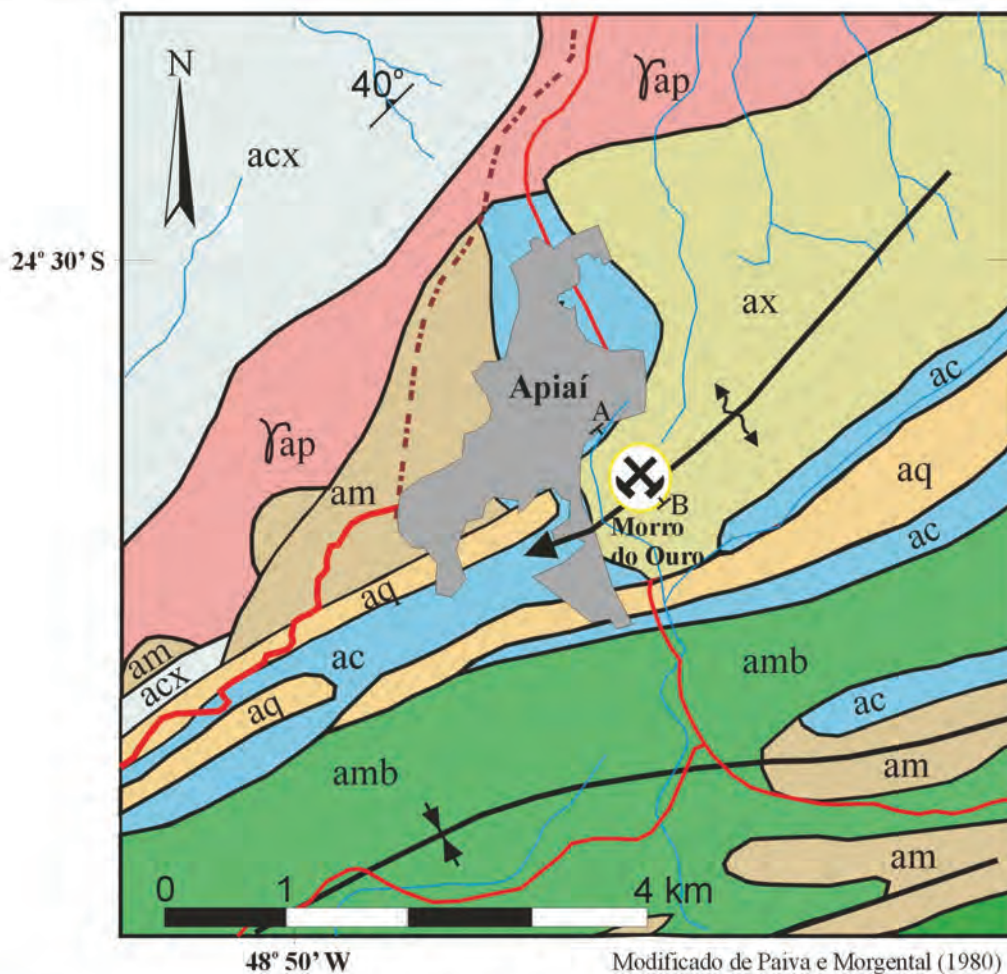 N
40°
γap
acx
24° 30' S
ax
ac
Apiaí
A
γap
aq
am
B
Morro
do Ouro
ac
aq
am
ac
amb
acx
aq
ac
amb
am
am
0 1 4 km
48° 50' W
Modificado de Paiva e Morgental (1980)